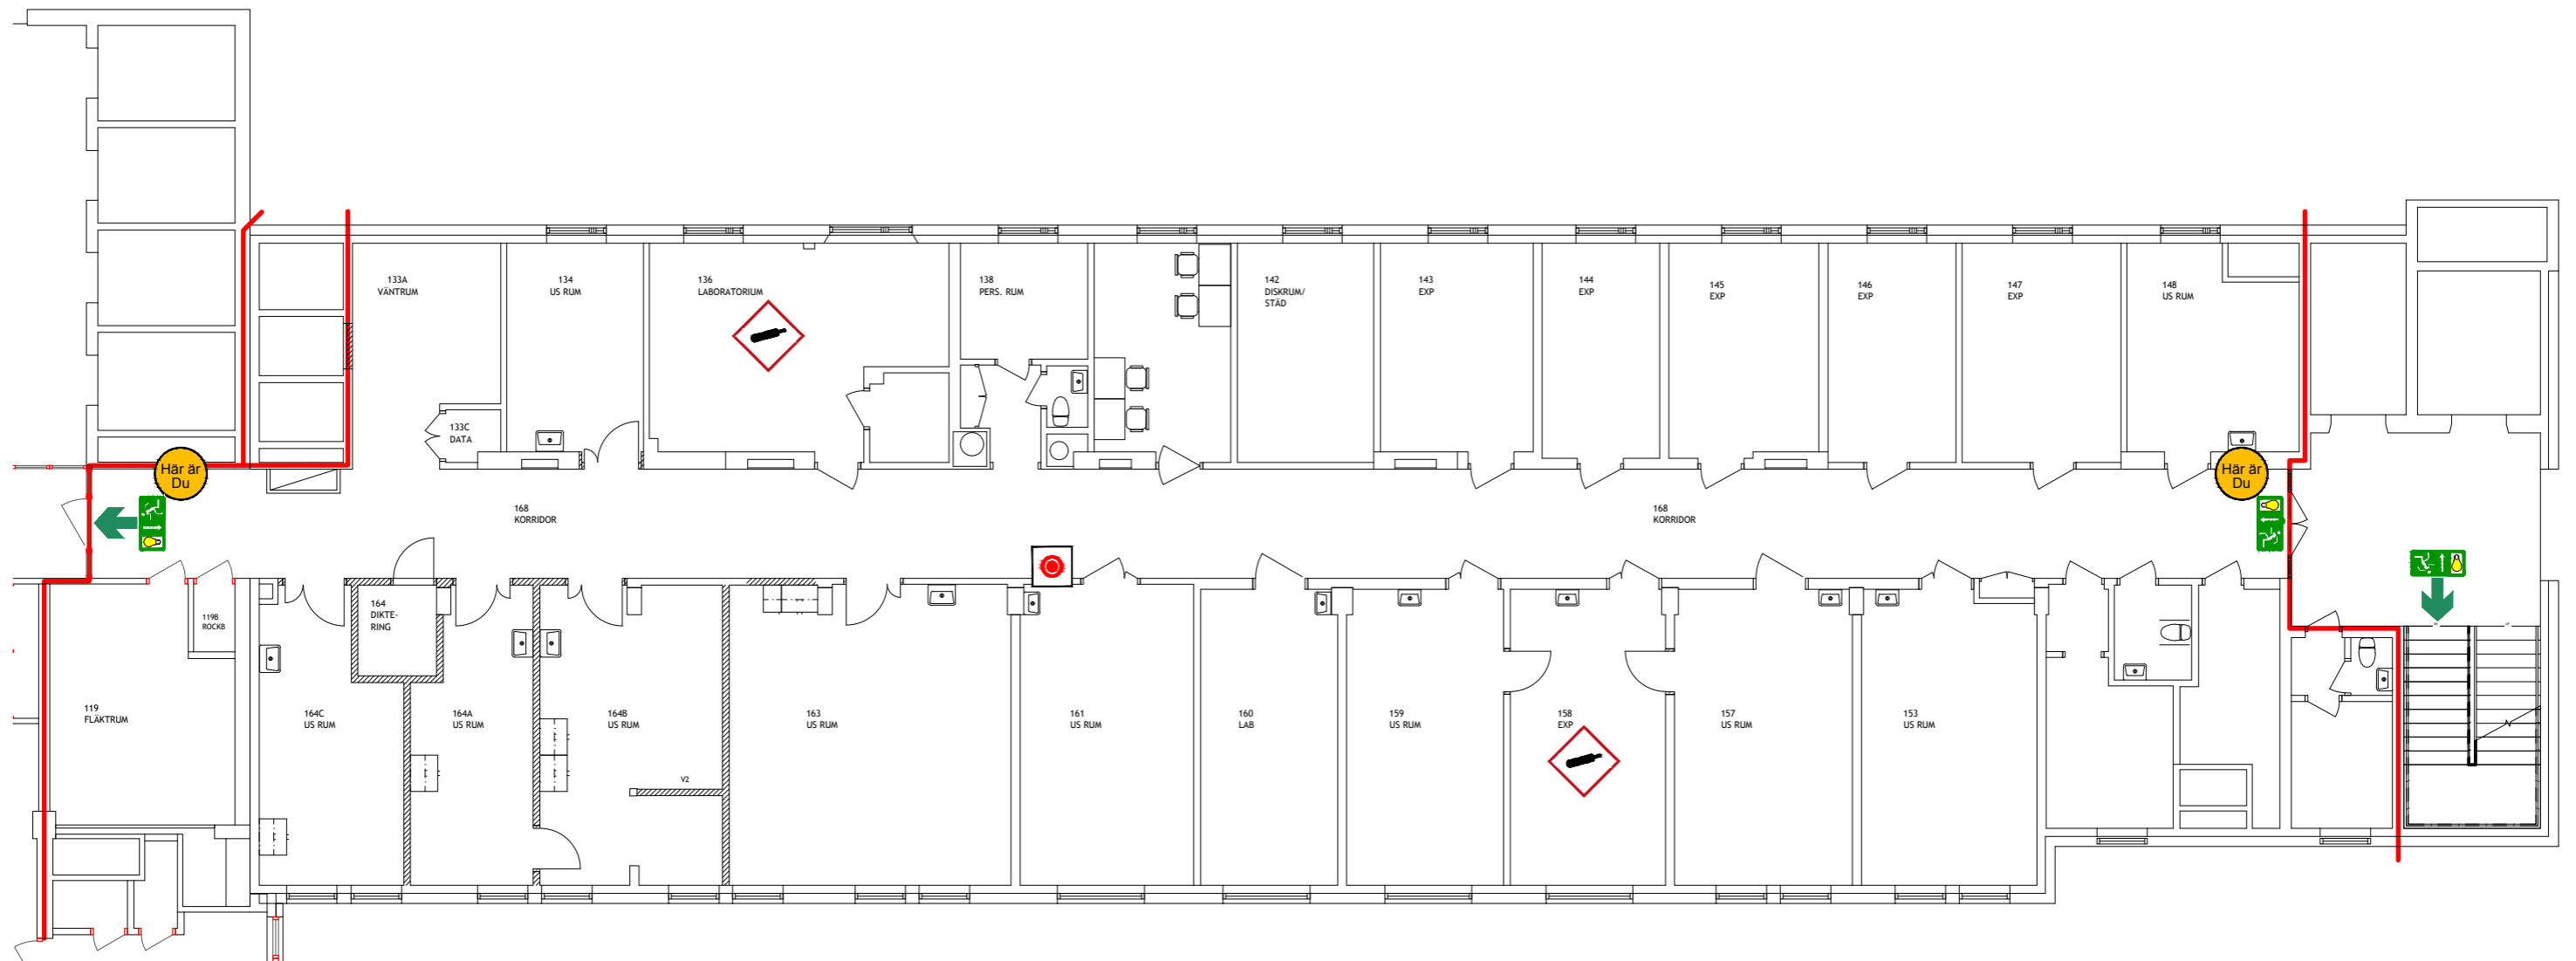 133A
VÄNTRUM
134
US RUM
136
LABORATORIUM
138
PERS. RUM
142
DISKRUM/
STÄD
143
EXP
144
EXP
145
EXP
146
EXP
147
EXP
148
US RUM
133C
DATA
Här är
Du
Här är
Du
168
KORRIDOR
168
KORRIDOR
164
DIKTE-
RING
119B
ROCKB
119
FLÄKTRUM
164C
US RUM
164A
US RUM
164B
US RUM
163
US RUM
161
US RUM
160
LAB
159
US RUM
158
EXP
157
US RUM
153
US RUM
V2